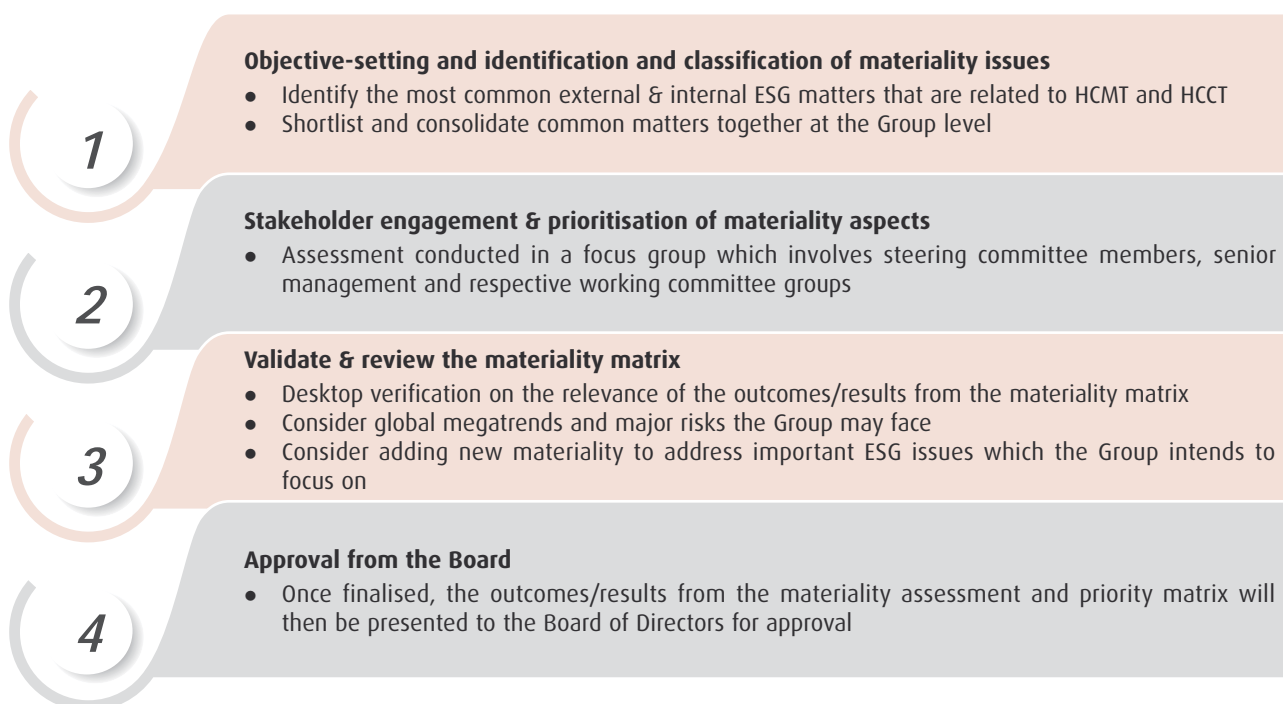 1
Objective-setting and identification and classification of materiality issues
● Identify the most common external & internal ESG matters that are related to HCMT and HCCT
● Shortlist and consolidate common matters together at the Group level
2
Stakeholder engagement & prioritisation of materiality aspects
● Assessment conducted in a focus group which involves steering committee members, senior
management and respective working committee groups
3
Validate & review the materiality matrix
● Desktop verification on the relevance of the outcomes/results from the materiality matrix
● Consider global megatrends and major risks the Group may face
● Consider adding new materiality to address important ESG issues which the Group intends to
focus on
4
Approval from the Board
● Once finalised, the outcomes/results from the materiality assessment and priority matrix will
then be presented to the Board of Directors for approval